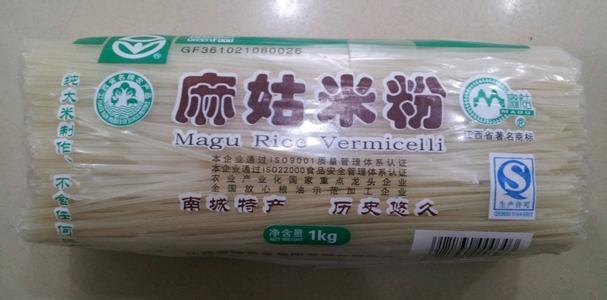 GreenFood
GF361021080026
麻姑米粉
Magu Rice Vermicelli
本企业通过ISO9001质量管理体系认证
本企业通过ISO22000食品安全管理体系认证
农业产业化国家重点龙头企业
全国放心粮油示范加工企业
南城特产 历史悠久
净含量 1kg
NET WEIGHT
纯大米制作、不含任何
麻姑
MAGU
江西省著名商标
生产许可